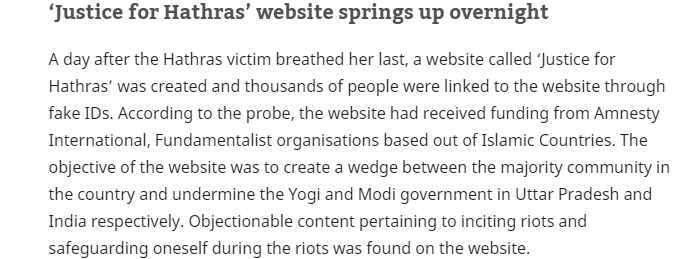 ‘Justice for Hathras’ website springs up overnight
A day after the Hathras victim breathed her last, a website called ‘Justice for
Hathras’ was created and thousands of people were linked to the website through
fake IDs. According to the probe, the website had received funding from Amnesty
International, Fundamentalist organisations based out of Islamic Countries. The
objective of the website was to create a wedge between the majority community in
the country and undermine the Yogi and Modi government in Uttar Pradesh and
India respectively. Objectionable content pertaining to inciting riots and
safeguarding oneself during the riots was found on the website.